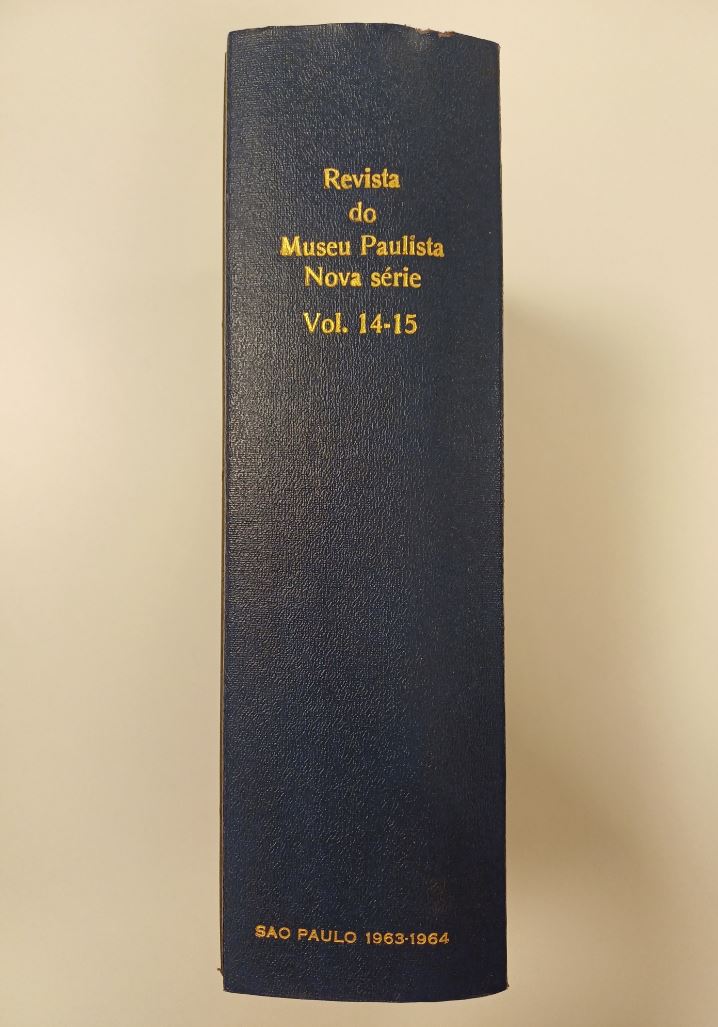 Revista
do
Museu Paulista
Nova série
Vol. 14-15
SAO PAULO 1963-1964